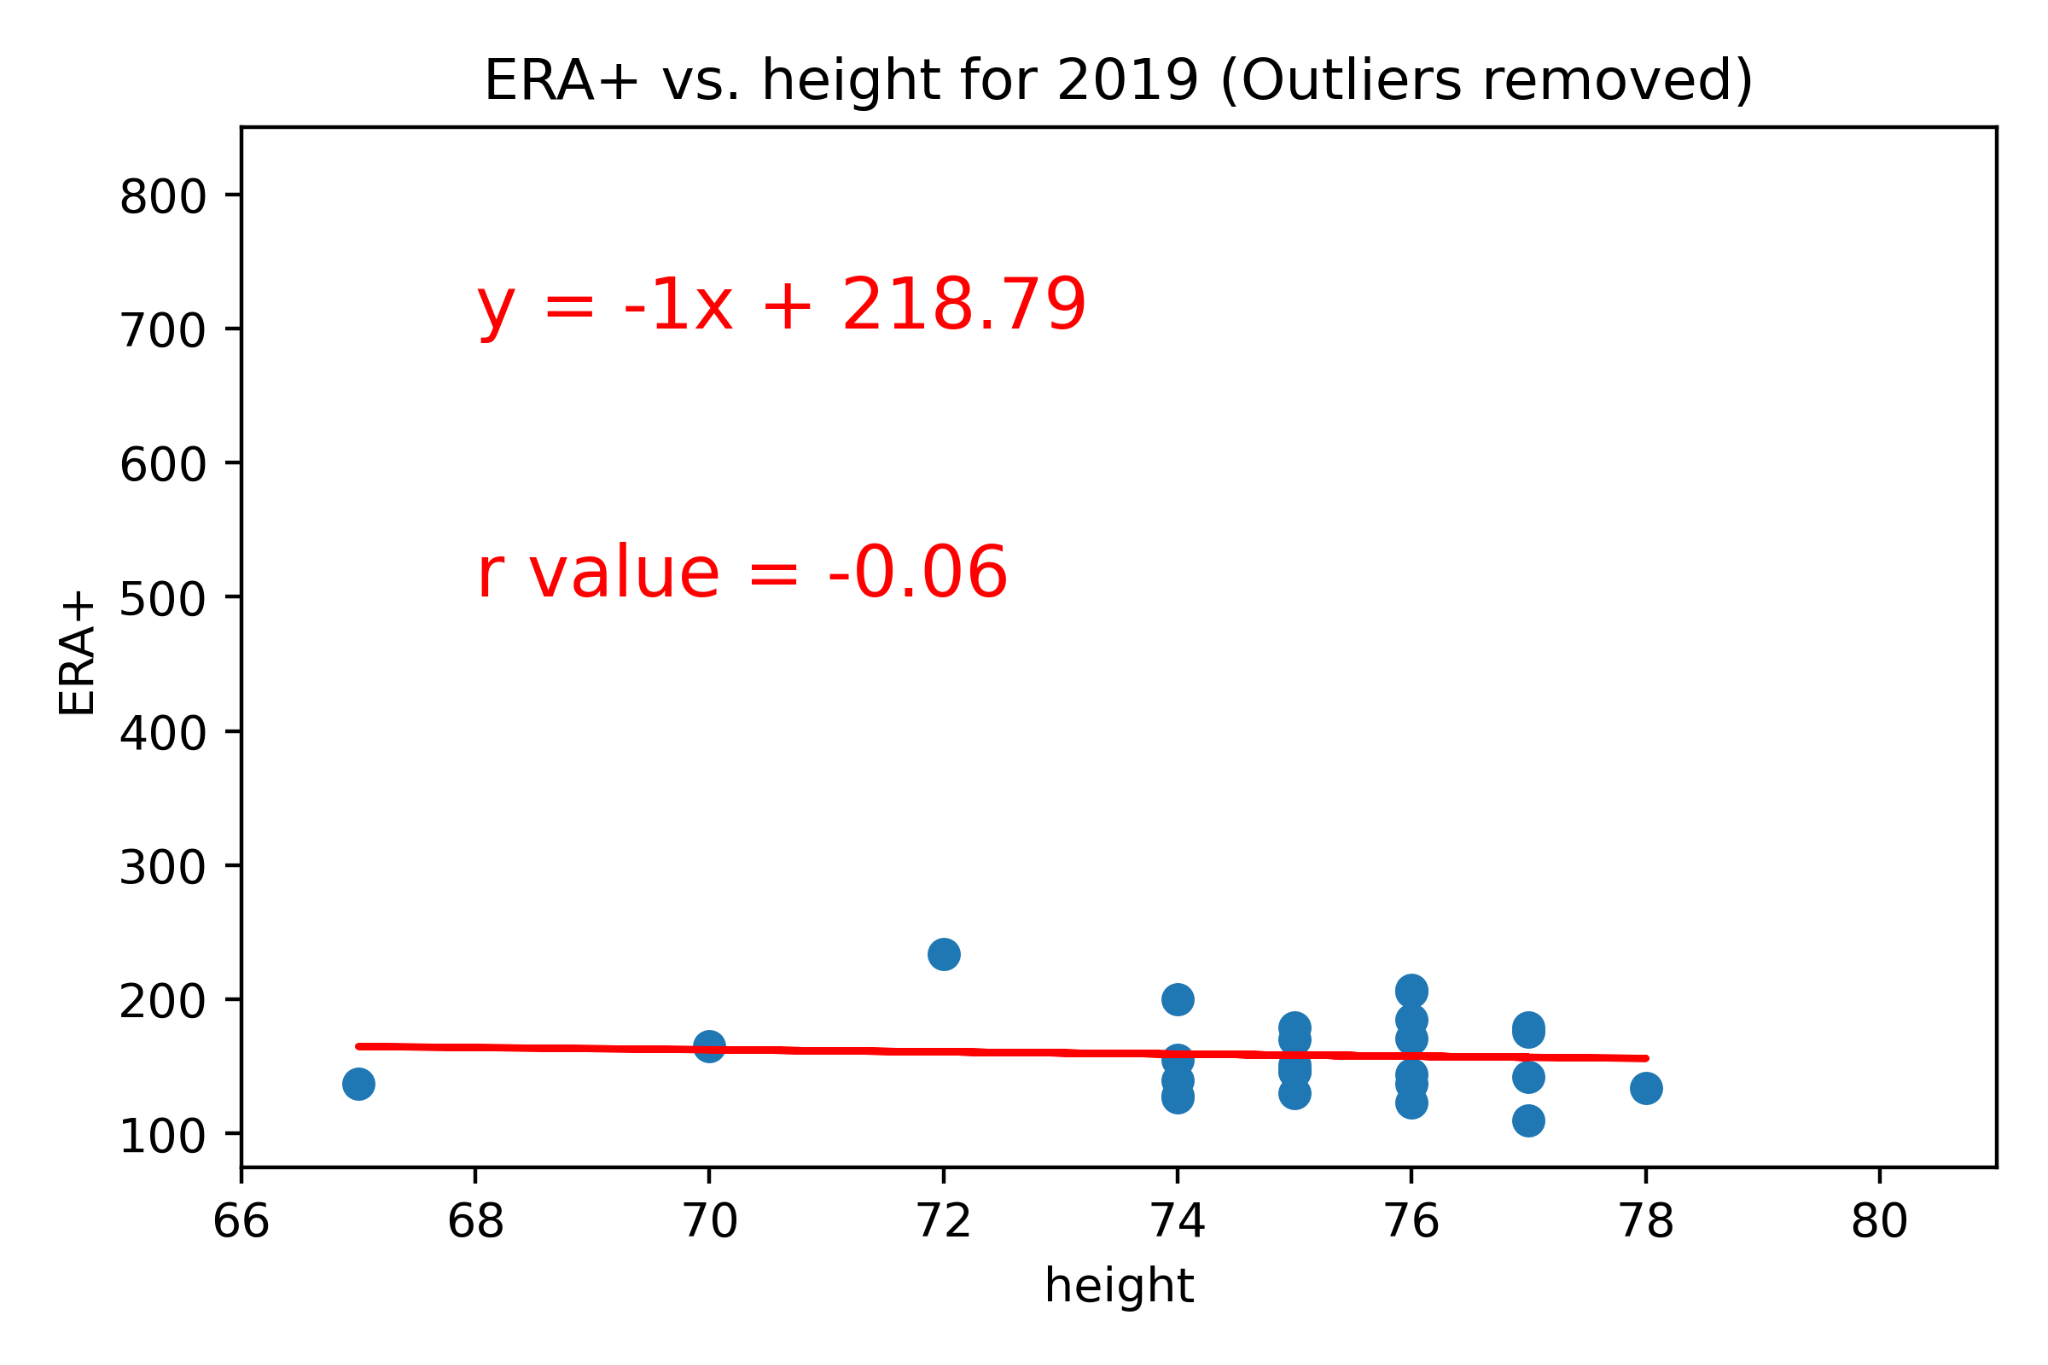 ERA+ vs. height for 2019 (Outliers removed)
800
700
600
500
400
300
200
100
ERA+
y = -1x + 218.79
r value = -0.06
66 68 70 72 74 76 78 80
height